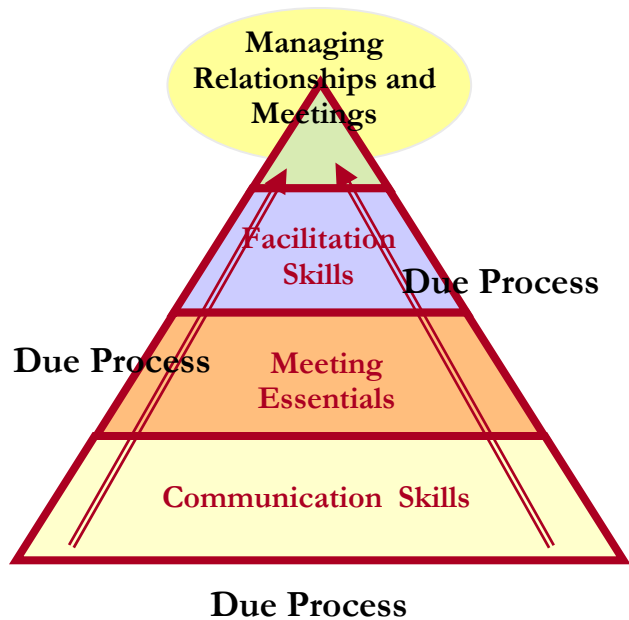 Managing
Relationships and
Meetings
Facilitation
Skills
Due Process
Due Process
Meeting
Essentials
Communication Skills
Due Process